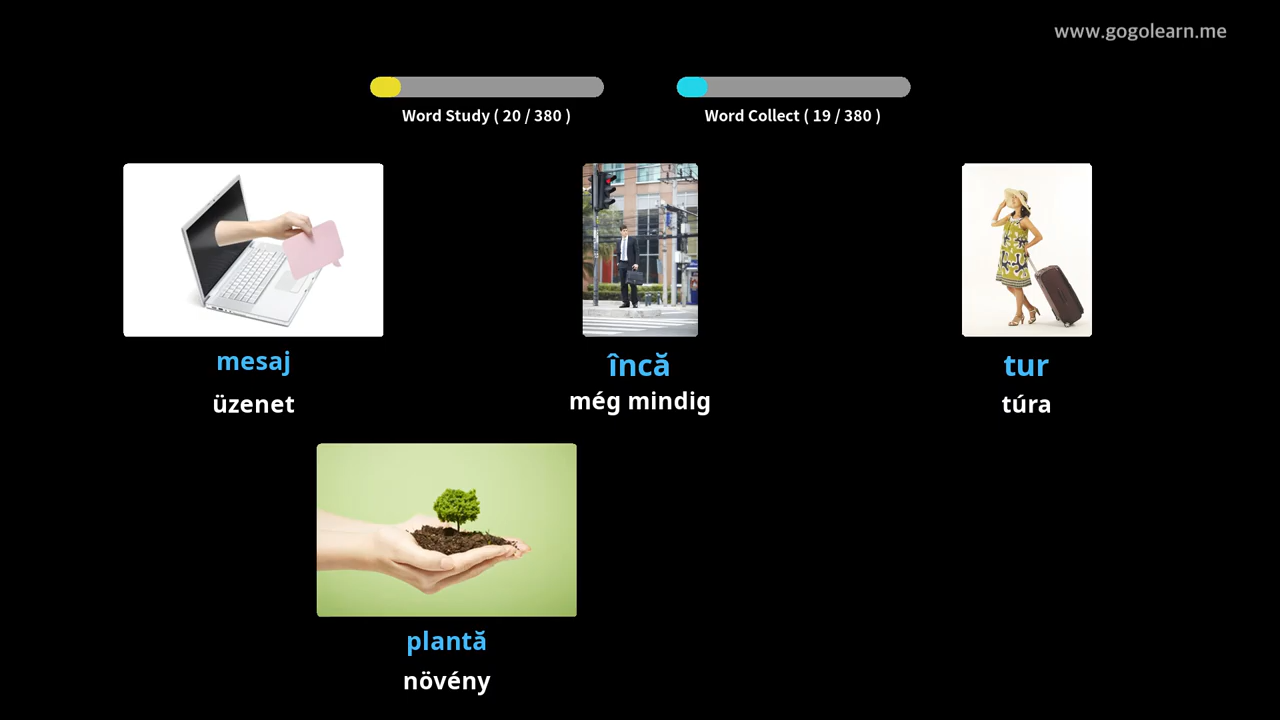 www.gogolearn.me
Word Study ( 20 / 380 )
Word Collect ( 19 / 380 )
mesaj
üzenet
încă
még mindig
tur
túra
plantă
növény